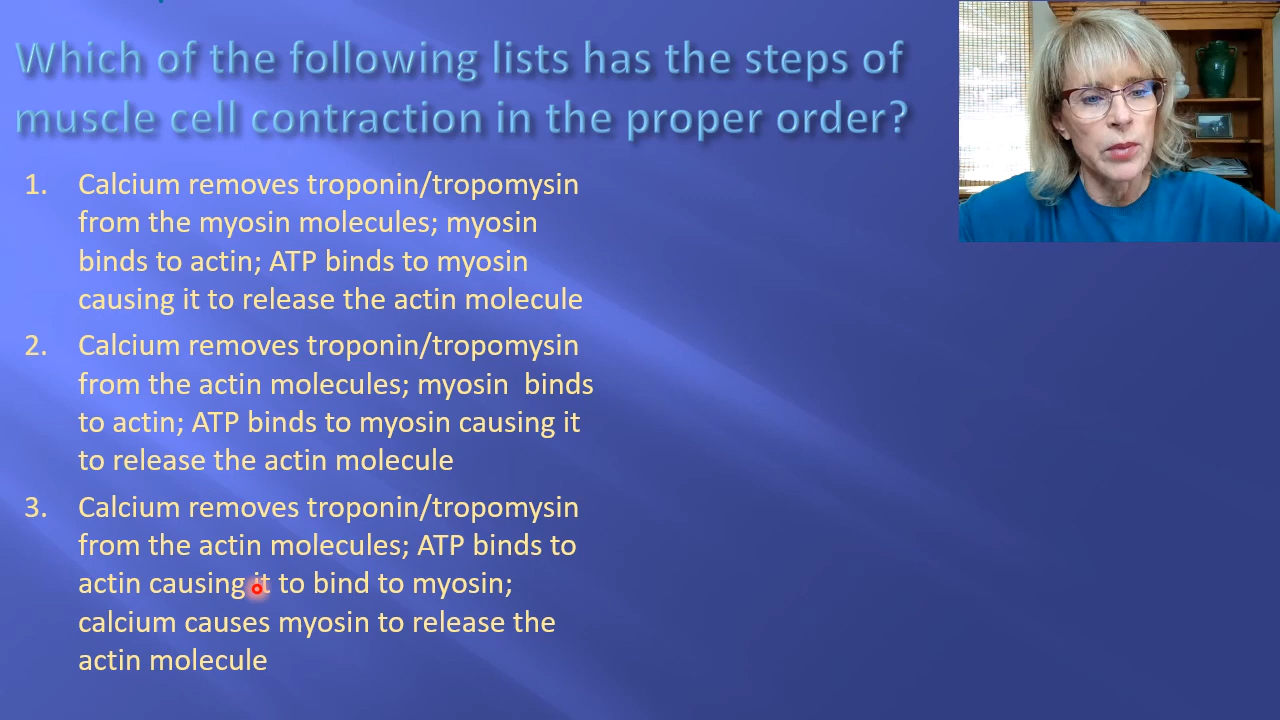 Which of the following lists has the steps of
muscle cell contraction in the proper order?
1. Calcium removes troponin/tropomysin
from the myosin molecules; myosin
binds to actin; ATP binds to myosin
causing it to release the actin molecule
2. Calcium removes troponin/tropomysin
from the actin molecules; myosin binds
to actin; ATP binds to myosin causing it
to release the actin molecule
3. Calcium removes troponin/tropomysin
from the actin molecules; ATP binds to
actin causing it to bind to myosin;
calcium causes myosin to release the
actin molecule